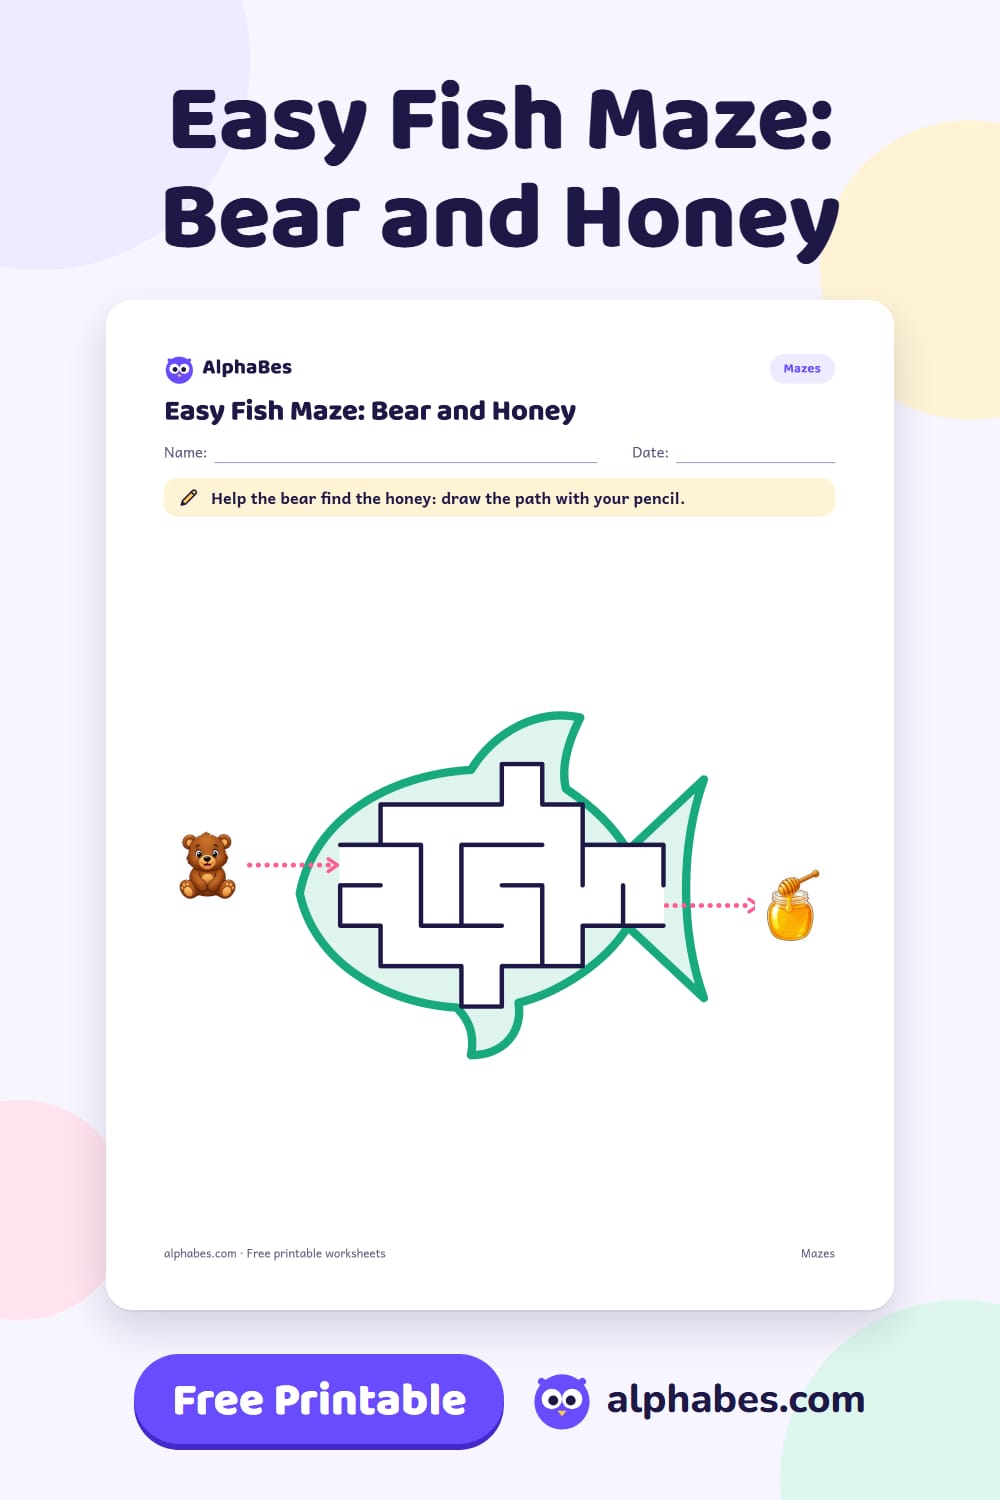 Easy Fish Maze:
Bear and Honey
AlphaBes
Mazes
Easy Fish Maze: Bear and Honey
Name:
Date:
Help the bear find the honey: draw the path with your pencil.
alphabes.com · Free printable worksheets
Mazes
Free Printable
alphabes.com